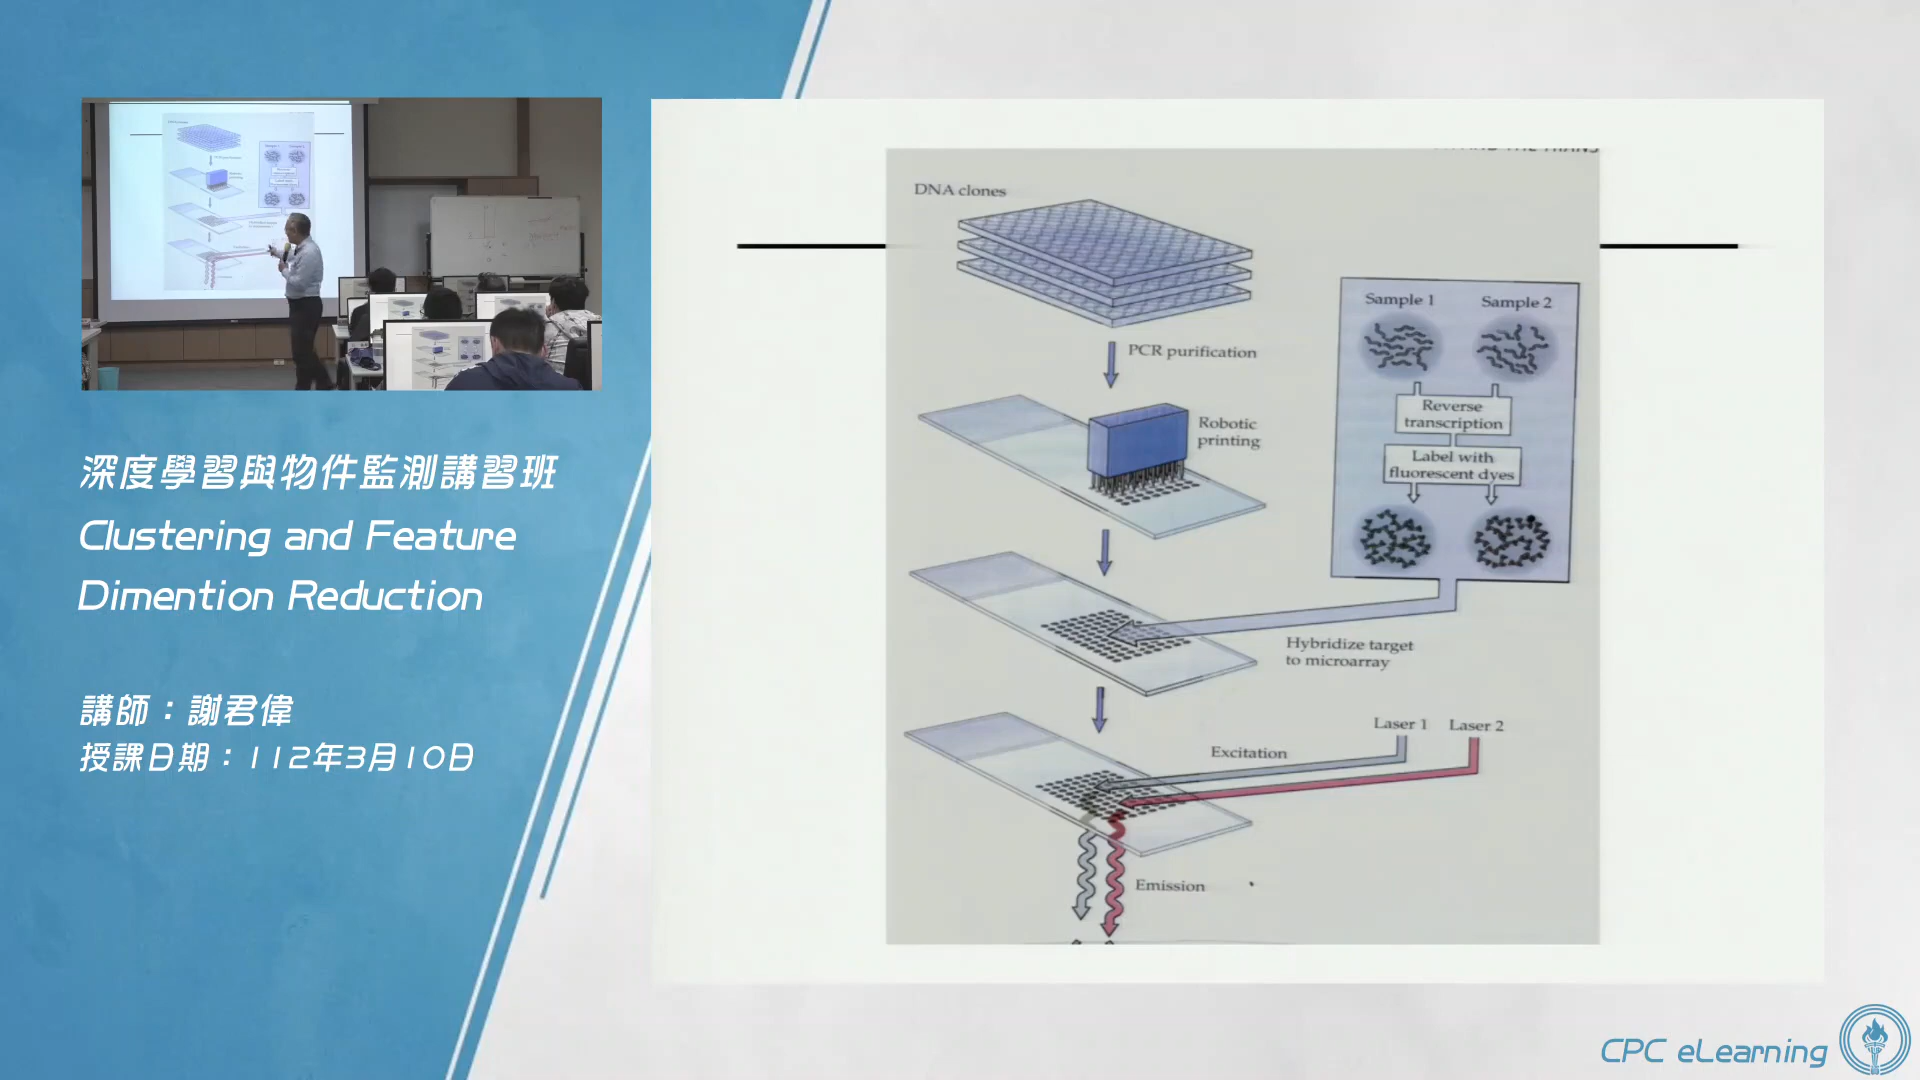 深度學習與物件監測講習班
Clustering and Feature
Dimention Reduction
講師：謝君偉
授課日期：112年3月10日
DNA clones
PCR purification
Robotic
printing
Sample 1
Sample 2
Reverse
transcription
Label with
fluorescent dyes
Hybridize target
to microarray
Laser 1
Laser 2
Excitation
Emission
CPC eLearning